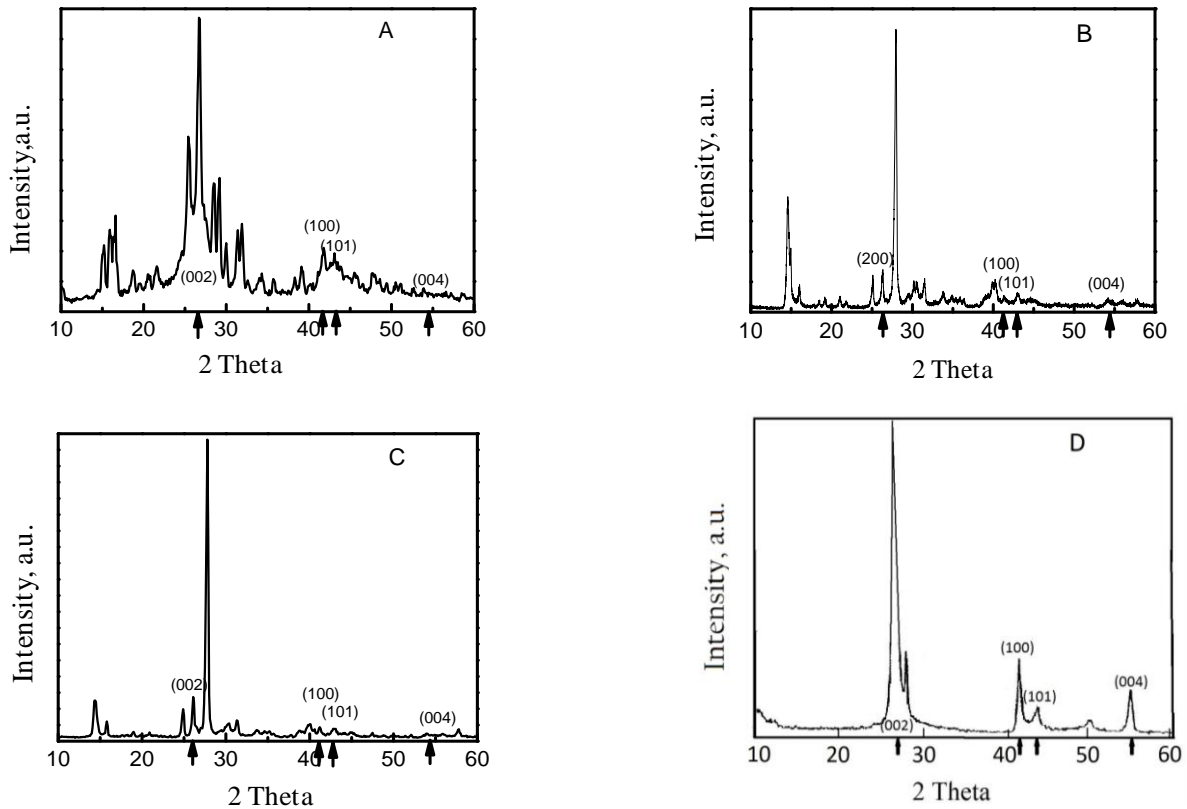 A
Intensity,a.u.
(100)
(101)
(002)
(004)
10 20 30 40 50 60
2 Theta
B
Intensity, a.u.
(200)
(100)
(101)
(004)
10 20 30 40 50 60
2 Theta
C
Intensity, a.u.
(002)
(100)
(101)
(004)
10 20 30 40 50 60
2 Theta
D
Intensity, a.u.
(100)
(101)
(004)
(002)
10 20 30 40 50 60
2 Theta